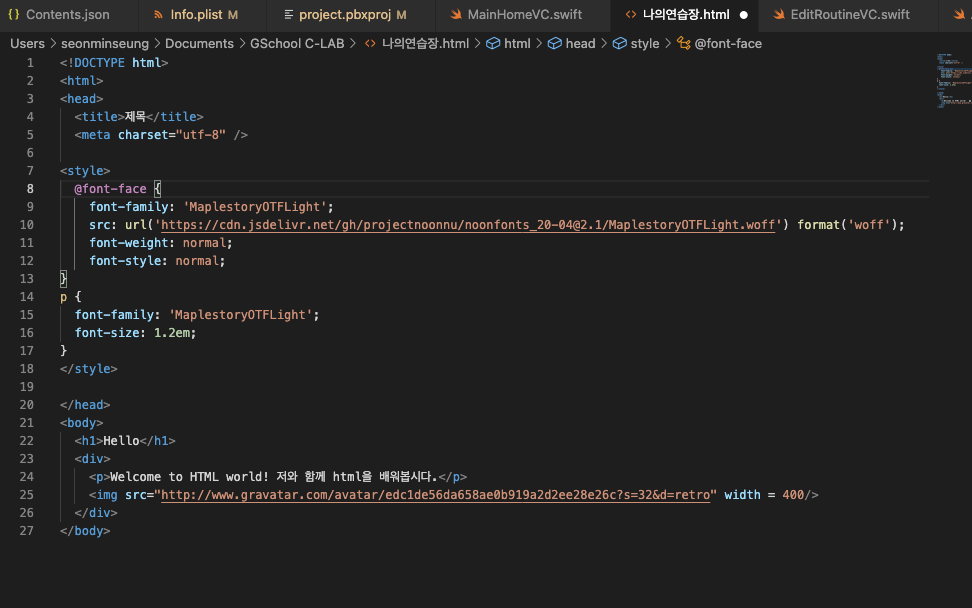 {} Contents.json Info.plist M project.pbxproj M MainHomeVC.swift <> 나의연습장.html ● EditRoutineVC.swift
Users > seonminseung > Documents > GSchool C-LAB > <> 나의연습장.html > html > head > style > @font-face
1 <!DOCTYPE html>
2 <html>
3 <head>
4 <title>제목</title>
5 <meta charset="utf-8" />
6
7 <style>
8 @font-face {
9 font-family: 'MaplestoryOTFLight';
10 src: url('https://cdn.jsdelivr.net/gh/projectnoonnu/noonfonts_20-04@2.1/MaplestoryOTFLight.woff') format('woff');
11 font-weight: normal;
12 font-style: normal;
13 }
14 p {
15 font-family: 'MaplestoryOTFLight';
16 font-size: 1.2em;
17 }
18 </style>
19
20 </head>
21 <body>
22 <h1>Hello</h1>
23 <div>
24 <p>Welcome to HTML world! 저와 함께 html을 배워봅시다.</p>
25 <img src="http://www.gravatar.com/avatar/edc1de56da658ae0b919a2d2ee28e26c?s=32&d=retro" width = 400/>
26 </div>
27 </body>